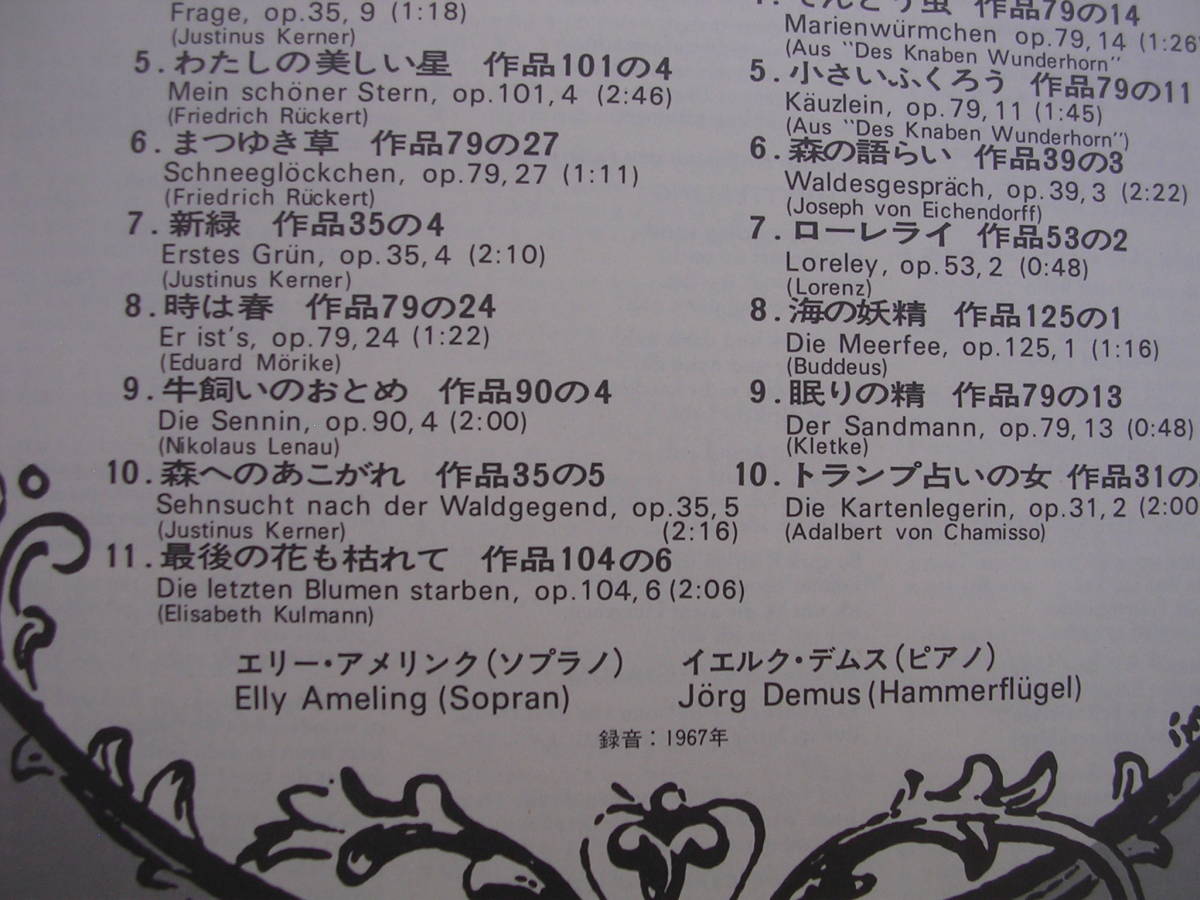 Frage, op.35, 9 (1:18)
(Justinus Kerner)
5. わたしの美しい星 作品101の4
Mein schöner Stern, op.101, 4 (2:46)
(Friedrich Rückert)
6. まつゆき草 作品79の27
Schneeglöckchen, op.79, 27 (1:11)
(Friedrich Rückert)
7. 新緑 作品35の4
Erstes Grün, op.35, 4 (2:10)
(Justinus Kerner)
8. 時は春 作品79の24
Er ist's, op.79, 24 (1:22)
(Eduard Mörike)
9. 牛飼いのおとめ 作品90の4
Die Sennin, op.90, 4 (2:00)
(Nikolaus Lenau)
10. 森へのあこがれ 作品35の5
Sehnsucht nach der Waldgegend, op.35, 5
(Justinus Kerner) (2:16)
11. 最後の花も枯れて 作品104の6
Die letzten Blumen starben, op.104, 6 (2:06)
(Elisabeth Kulmann)
てんとう虫 作品79の14
Marienwürmchen op.79, 14 (1:26
(Aus "Des Knaben Wunderhorn"
5. 小さいふくろう 作品79の11
Käuzlein, op.79, 11 (1:45)
(Aus "Des Knaben Wunderhorn")
6. 森の語らい 作品39の3
Waldesgespräch, op.39, 3 (2:22)
(Joseph von Eichendorff)
7. ローレライ 作品53の2
Loreley, op.53, 2 (0:48)
(Lorenz)
8. 海の妖精 作品125の1
Die Meerfee, op.125, 1 (1:16)
(Buddeus)
9. 眠りの精 作品79の13
Der Sandmann, op.79, 13 (0:48)
(Kletke)
10. トランプ占いの女 作品31の
Die Kartenlegerin, op.31, 2 (2:00
(Adalbert von Chamisso)
エリー・アメリンク(ソプラノ) イエルク・デムス(ピアノ)
Elly Ameling (Sopran) Jörg Demus (Hammerflügel)
録音：1967年